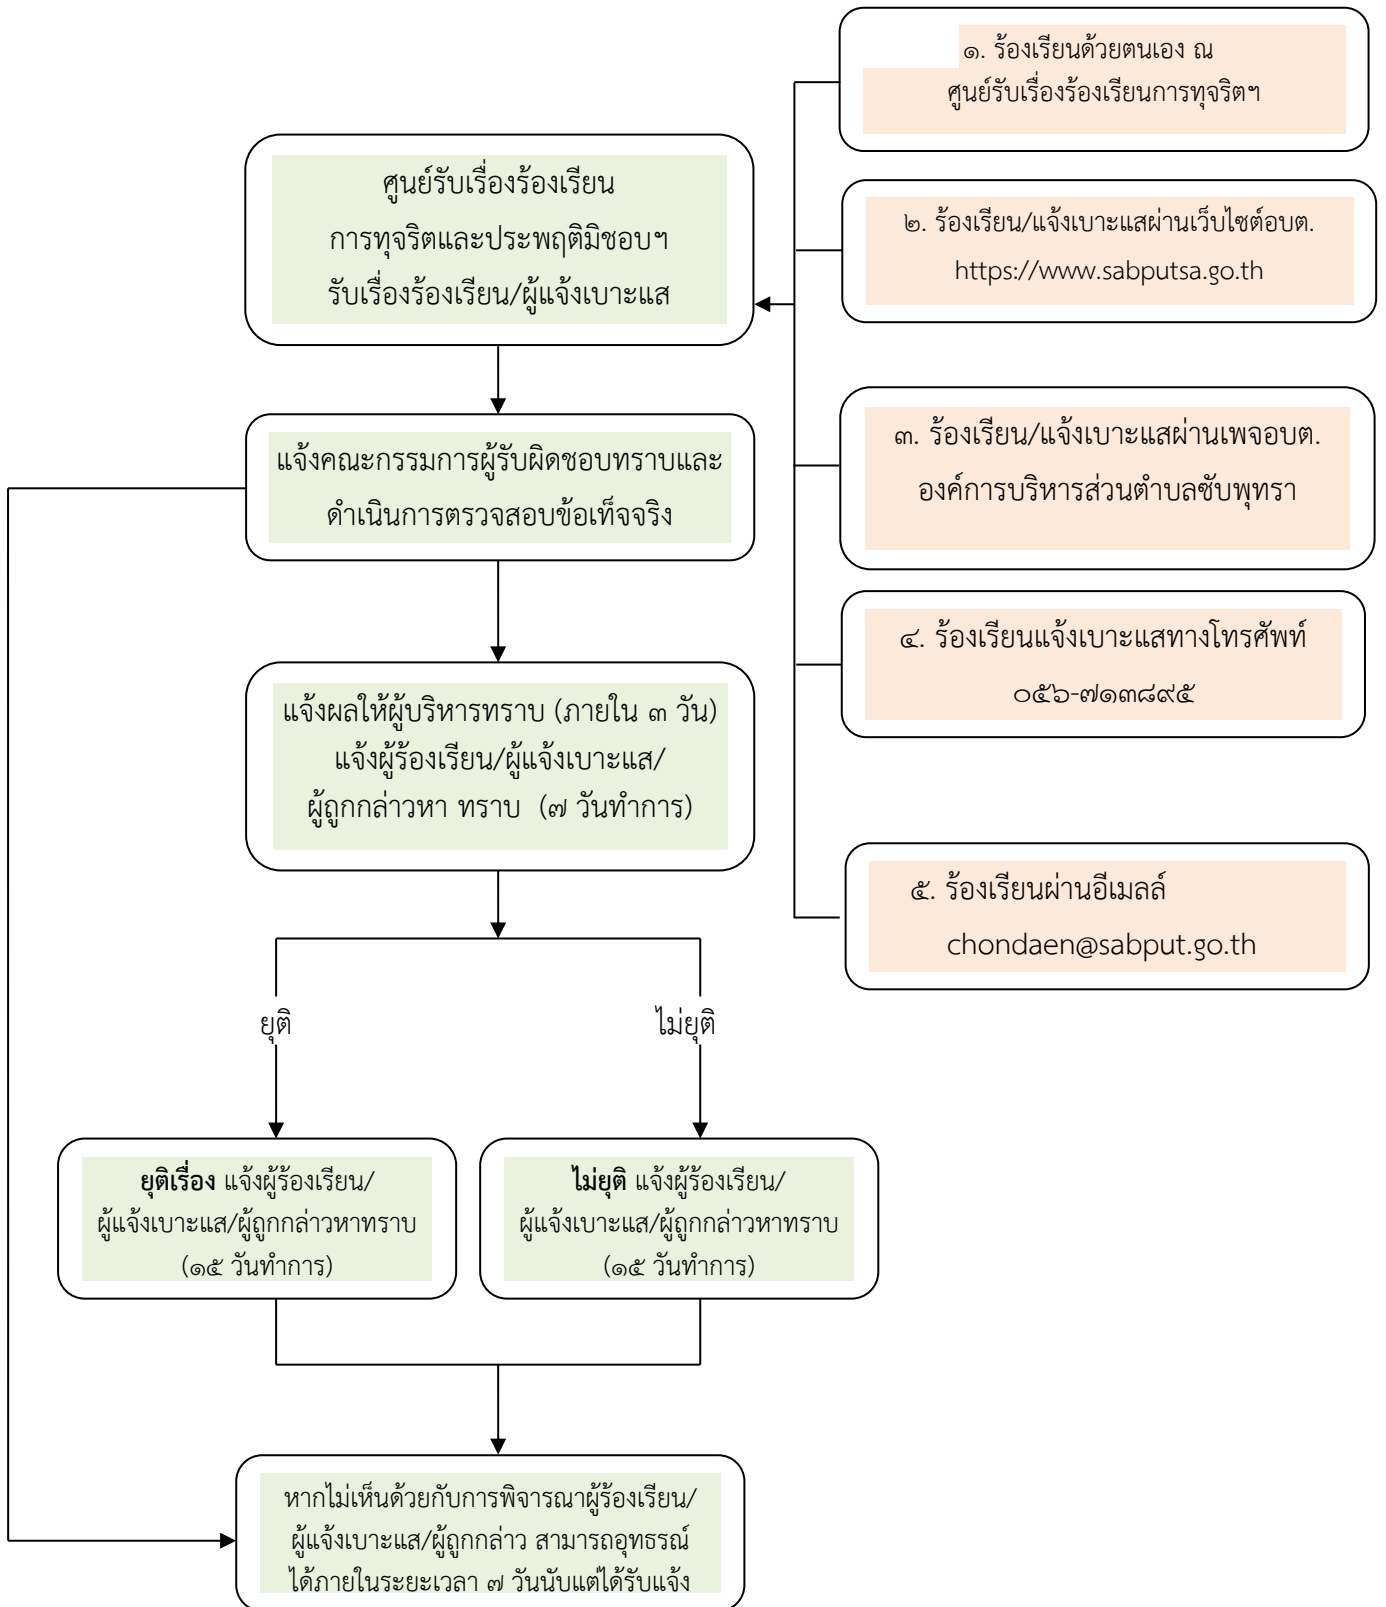 ๑. ร้องเรียนด้วยตนเอง ณ
ศูนย์รับเรื่องร้องเรียนการทุจริตฯ
ศูนย์รับเรื่องร้องเรียน
การทุจริตและประพฤติมิชอบฯ
รับเรื่องร้องเรียน/ผู้แจ้งเบาะแส
๒. ร้องเรียน/แจ้งเบาะแสผ่านเว็บไซต์อบต.
https://www.sabputsa.go.th
๓. ร้องเรียน/แจ้งเบาะแสผ่านเพจอบต.
องค์การบริหารส่วนตำบลซับพุทรา
แจ้งคณะกรรมการผู้รับผิดชอบทราบและ
ดำเนินการตรวจสอบข้อเท็จจริง
๔. ร้องเรียนแจ้งเบาะแสทางโทรศัพท์
๐๕๖-๗๑๓๘๙๕
แจ้งผลให้ผู้บริหารทราบ (ภายใน ๓ วัน)
แจ้งผู้ร้องเรียน/ผู้แจ้งเบาะแส/
ผู้ถูกกล่าวหา ทราบ (๗ วันทำการ)
๕. ร้องเรียนผ่านอีเมลล์
chondaen@sabput.go.th
ยุติ
ไม่ยุติ
ยุติเรื่อง แจ้งผู้ร้องเรียน/
ผู้แจ้งเบาะแส/ผู้ถูกกล่าวหาทราบ
(๑๕ วันทำการ)
ไม่ยุติ แจ้งผู้ร้องเรียน/
ผู้แจ้งเบาะแส/ผู้ถูกกล่าวหาทราบ
(๑๕ วันทำการ)
หากไม่เห็นด้วยกับการพิจารณาผู้ร้องเรียน/
ผู้แจ้งเบาะแส/ผู้ถูกกล่าว สามารถอุทธรณ์
ได้ภายในระยะเวลา ๗ วันนับแต่ได้รับแจ้ง